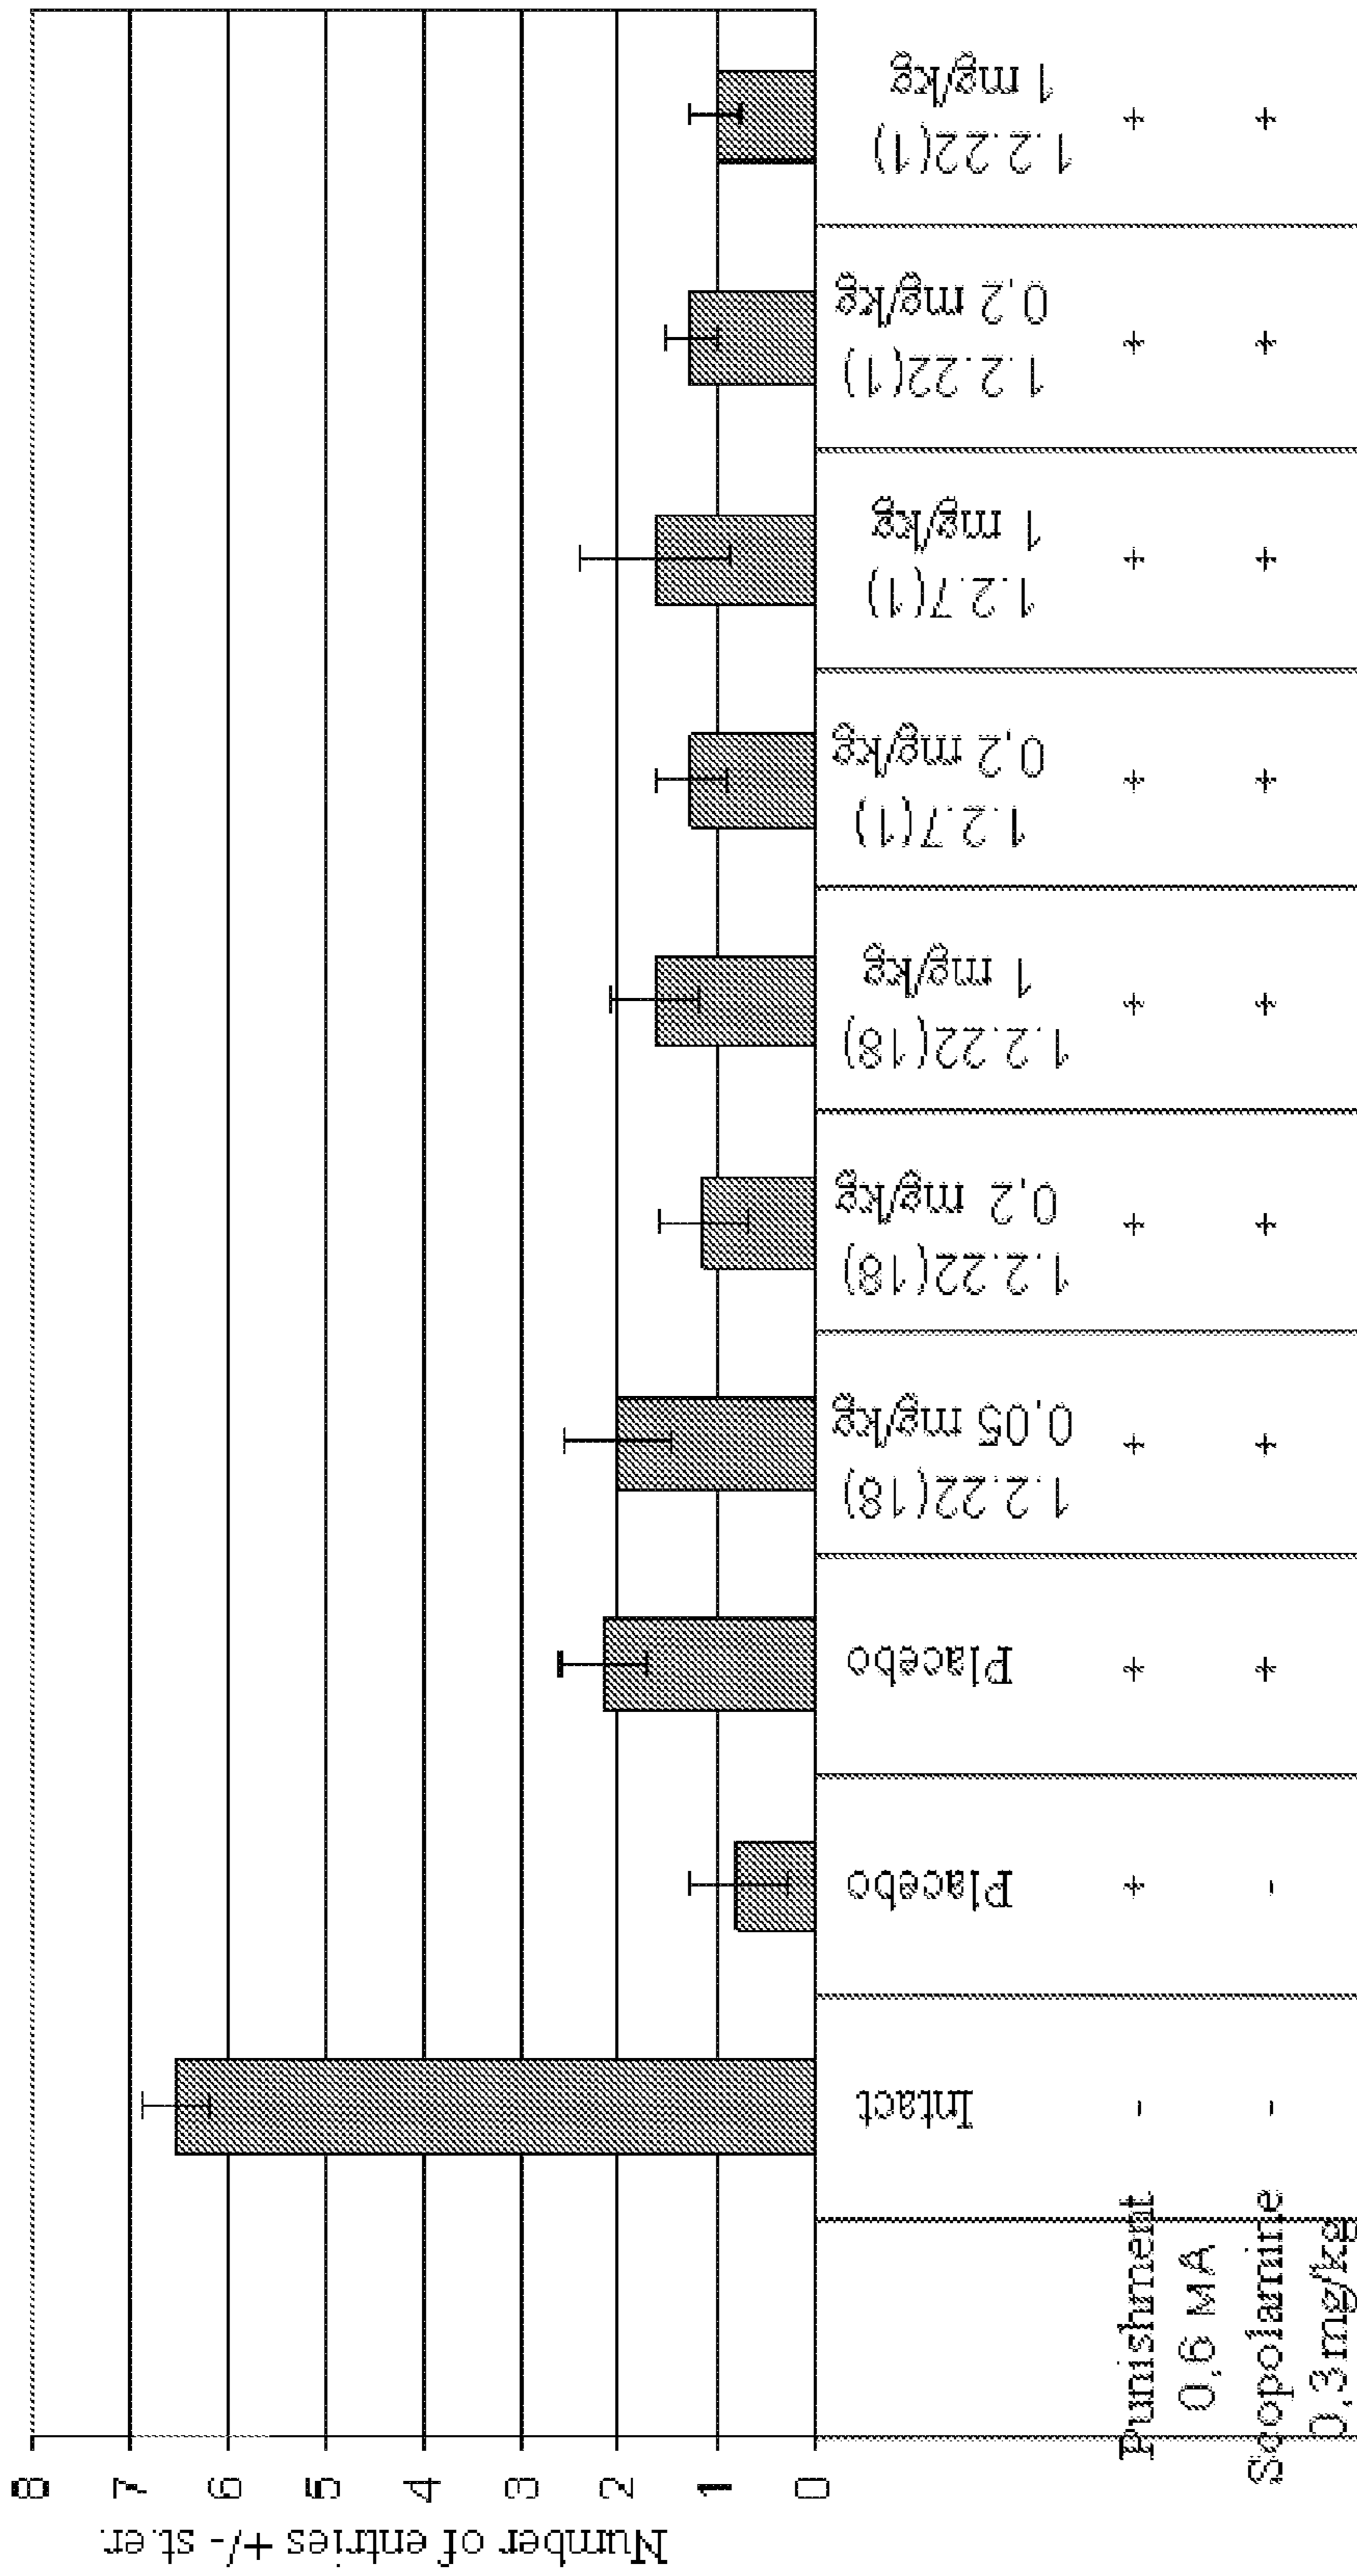 Number of entries +/- st.er.
8
7
6
5
4
3
2
1
0
Intact
Placebo
Placebo
1.2.22(18)
0,05 mg/kg
1.2.22(18)
0,2 mg/kg
1.2.22(18)
1 mg/kg
1.2.7(1)
0,2 mg/kg
1.2.7(1)
1 mg/kg
1.2.22(1)
0,2 mg/kg
1.2.22(1)
1 mg/kg
Punishment
0,6 MA
- + + + + + + + + +
Scopolamine
0,3mg/kg
- - + + + + + + + +